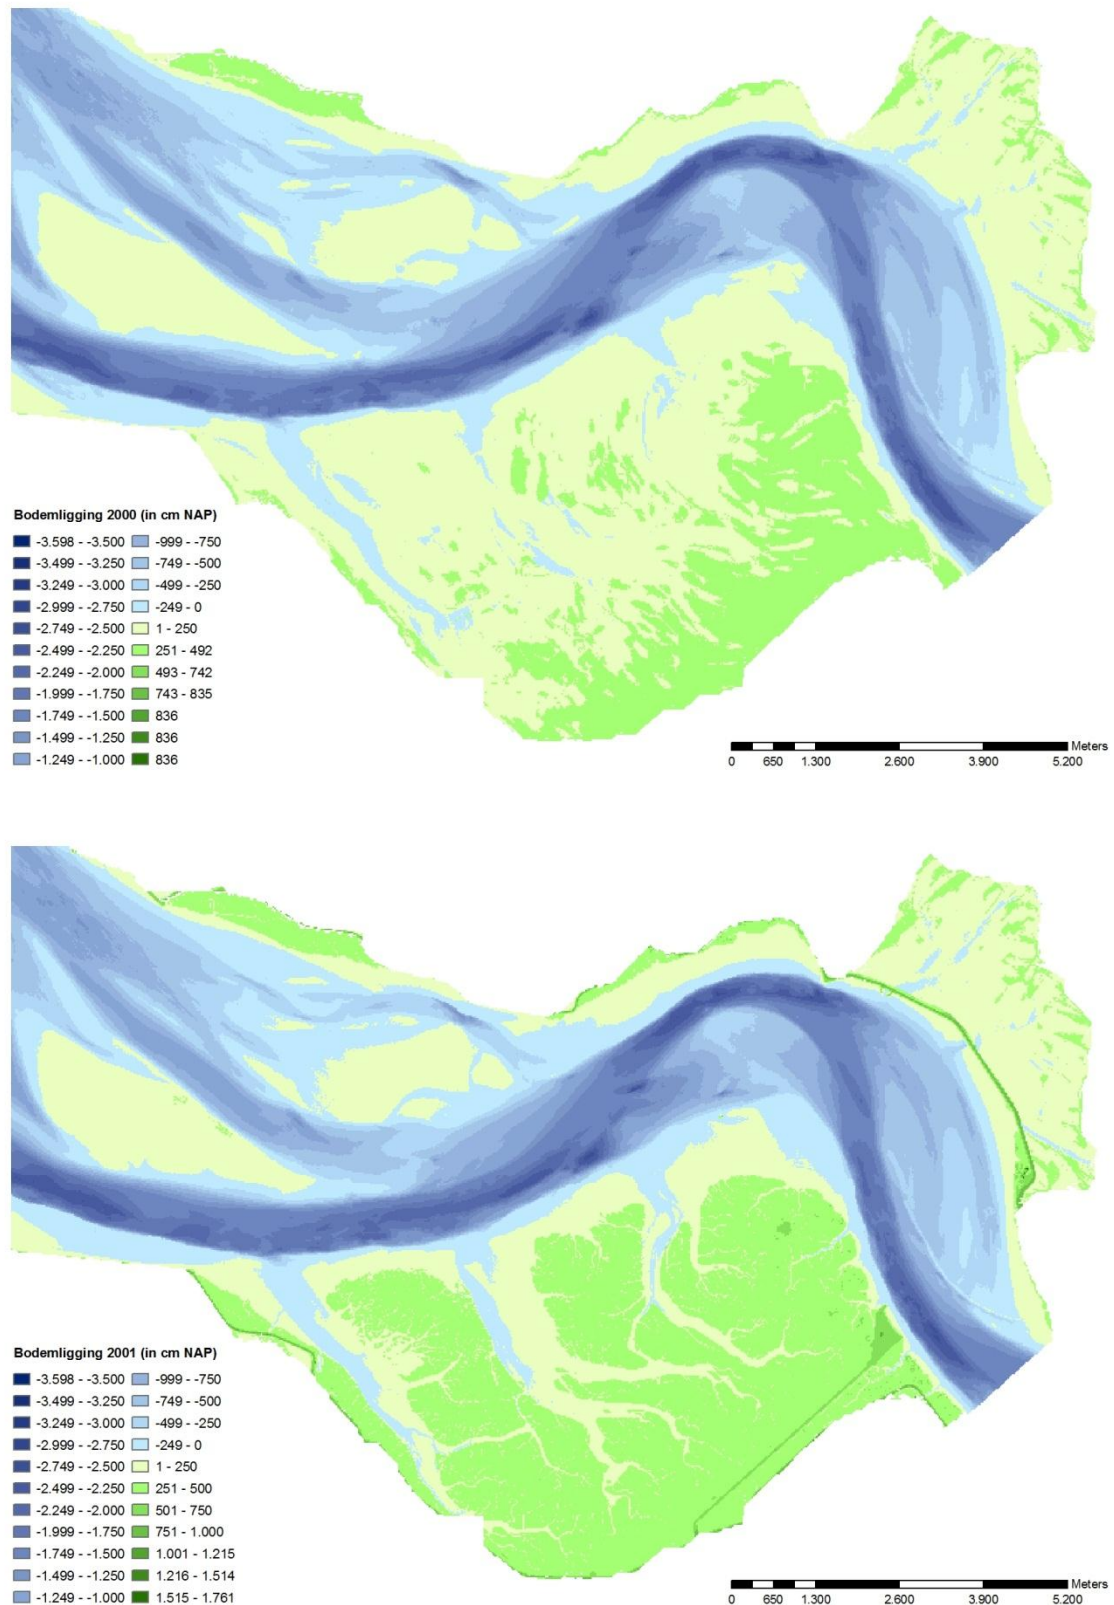 Bodemligging 2000 (in cm NAP)
-3.598 - -3.500 -999 - -750
-3.499 - -3.250 -749 - -500
-3.249 - -3.000 -499 - -250
-2.999 - -2.750 -249 - 0
-2.749 - -2.500 1 - 250
-2.499 - -2.250 251 - 492
-2.249 - -2.000 493 - 742
-1.999 - -1.750 743 - 835
-1.749 - -1.500 836
-1.499 - -1.250 836
-1.249 - -1.000 836
Meters
0 650 1.300 2.600 3.900 5.200
Bodemligging 2001 (in cm NAP)
-3.598 - -3.500 -999 - -750
-3.499 - -3.250 -749 - -500
-3.249 - -3.000 -499 - -250
-2.999 - -2.750 -249 - 0
-2.749 - -2.500 1 - 250
-2.499 - -2.250 251 - 500
-2.249 - -2.000 501 - 750
-1.999 - -1.750 751 - 1.000
-1.749 - -1.500 1.001 - 1.215
-1.499 - -1.250 1.216 - 1.514
-1.249 - -1.000 1.515 - 1.761
Meters
0 650 1.300 2.600 3.900 5.200